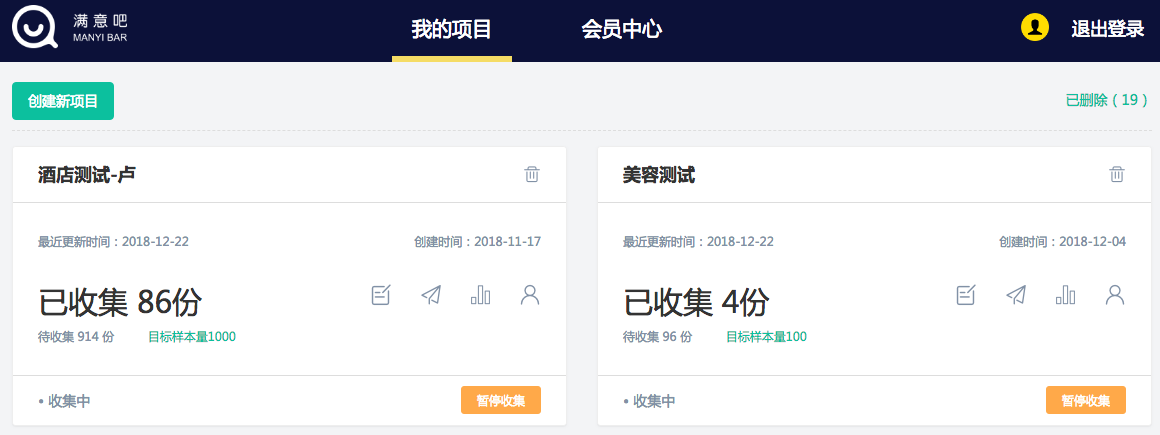 满意吧
MANYI BAR
我的项目 会员中心 退出登录
创建新项目 已删除 ( 19 )
酒店测试-卢
最近更新时间：2018-12-22 创建时间：2018-11-17
已收集 86份
待收集 914 份 目标样本量1000
• 收集中 暂停收集
美容测试
最近更新时间：2018-12-22 创建时间：2018-12-04
已收集 4份
待收集 96 份 目标样本量100
• 收集中 暂停收集